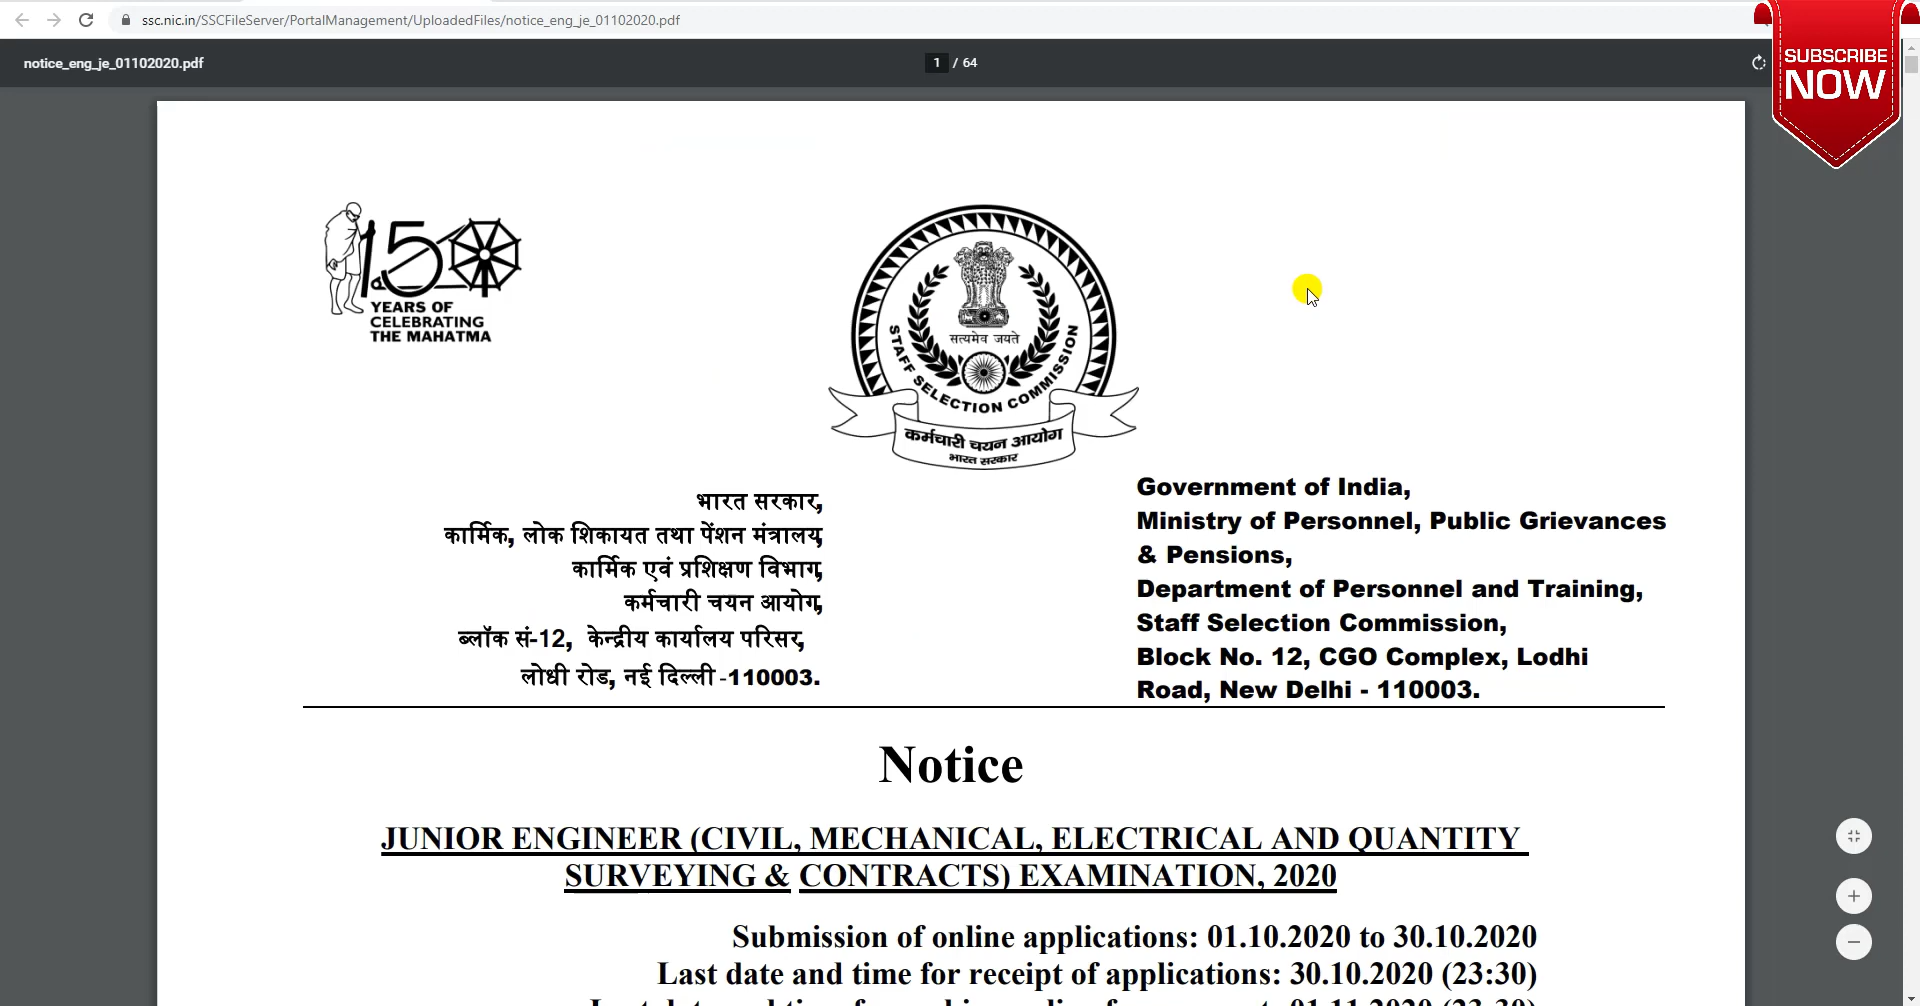 ssc.nic.in/SSCFileServer/PortalManagement/UploadedFiles/notice_eng_je_01102020.pdf
notice_eng_je_01102020.pdf
1 / 64
SUBSCRIBE
NOW
150
YEARS OF
CELEBRATING
THE MAHATMA
सत्यमेव जयते
STAFF SELECTION COMMISSION
कर्मचारी चयन आयोग
भारत सरकार
भारत सरकार,
कार्मिक, लोक शिकायत तथा पेंशन मंत्रालय,
कार्मिक एवं प्रशिक्षण विभाग,
कर्मचारी चयन आयोग,
ब्लॉक सं-12, केन्द्रीय कार्यालय परिसर,
लोधी रोड, नई दिल्ली -110003.
Government of India,
Ministry of Personnel, Public Grievances
& Pensions,
Department of Personnel and Training,
Staff Selection Commission,
Block No. 12, CGO Complex, Lodhi
Road, New Delhi - 110003.
Notice
JUNIOR ENGINEER (CIVIL, MECHANICAL, ELECTRICAL AND QUANTITY
SURVEYING & CONTRACTS) EXAMINATION, 2020
Submission of online applications: 01.10.2020 to 30.10.2020
Last date and time for receipt of applications: 30.10.2020 (23:30)